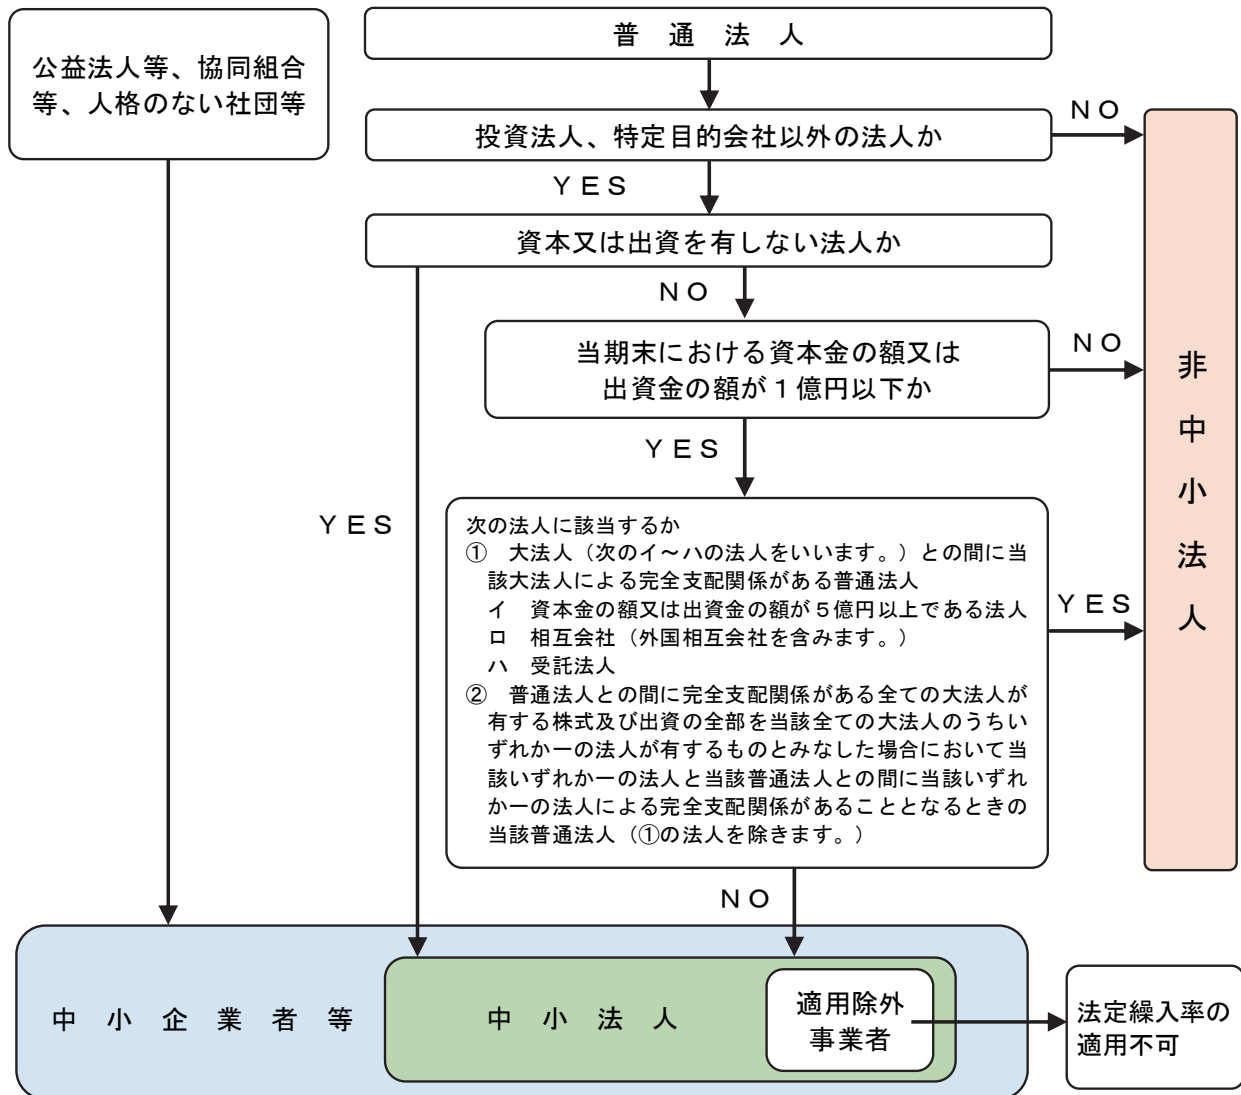 公益法人等、協同組合
等、人格のない社団等
普通法人
投資法人、特定目的会社以外の法人か
NO
YES
資本又は出資を有しない法人か
NO
当期末における資本金の額又は
出資金の額が１億円以下か
NO
YES
YES
次の法人に該当するか
①　大法人（次のイ～ハの法人をいいます。）との間に当
該大法人による完全支配関係がある普通法人
イ　資本金の額又は出資金の額が５億円以上である法人
ロ　相互会社（外国相互会社を含みます。）
ハ　受託法人
②　普通法人との間に完全支配関係がある全ての大法人が
有する株式及び出資の全部を当該全ての大法人のうちい
ずれか一の法人が有するものとみなした場合において当
該いずれか一の法人と当該普通法人との間に当該いずれ
か一の法人による完全支配関係があることとなるときの
当該普通法人（①の法人を除きます。）
YES
NO
非中小法人
中小企業者等
中小法人
適用除外
事業者
法定繰入率の
適用不可